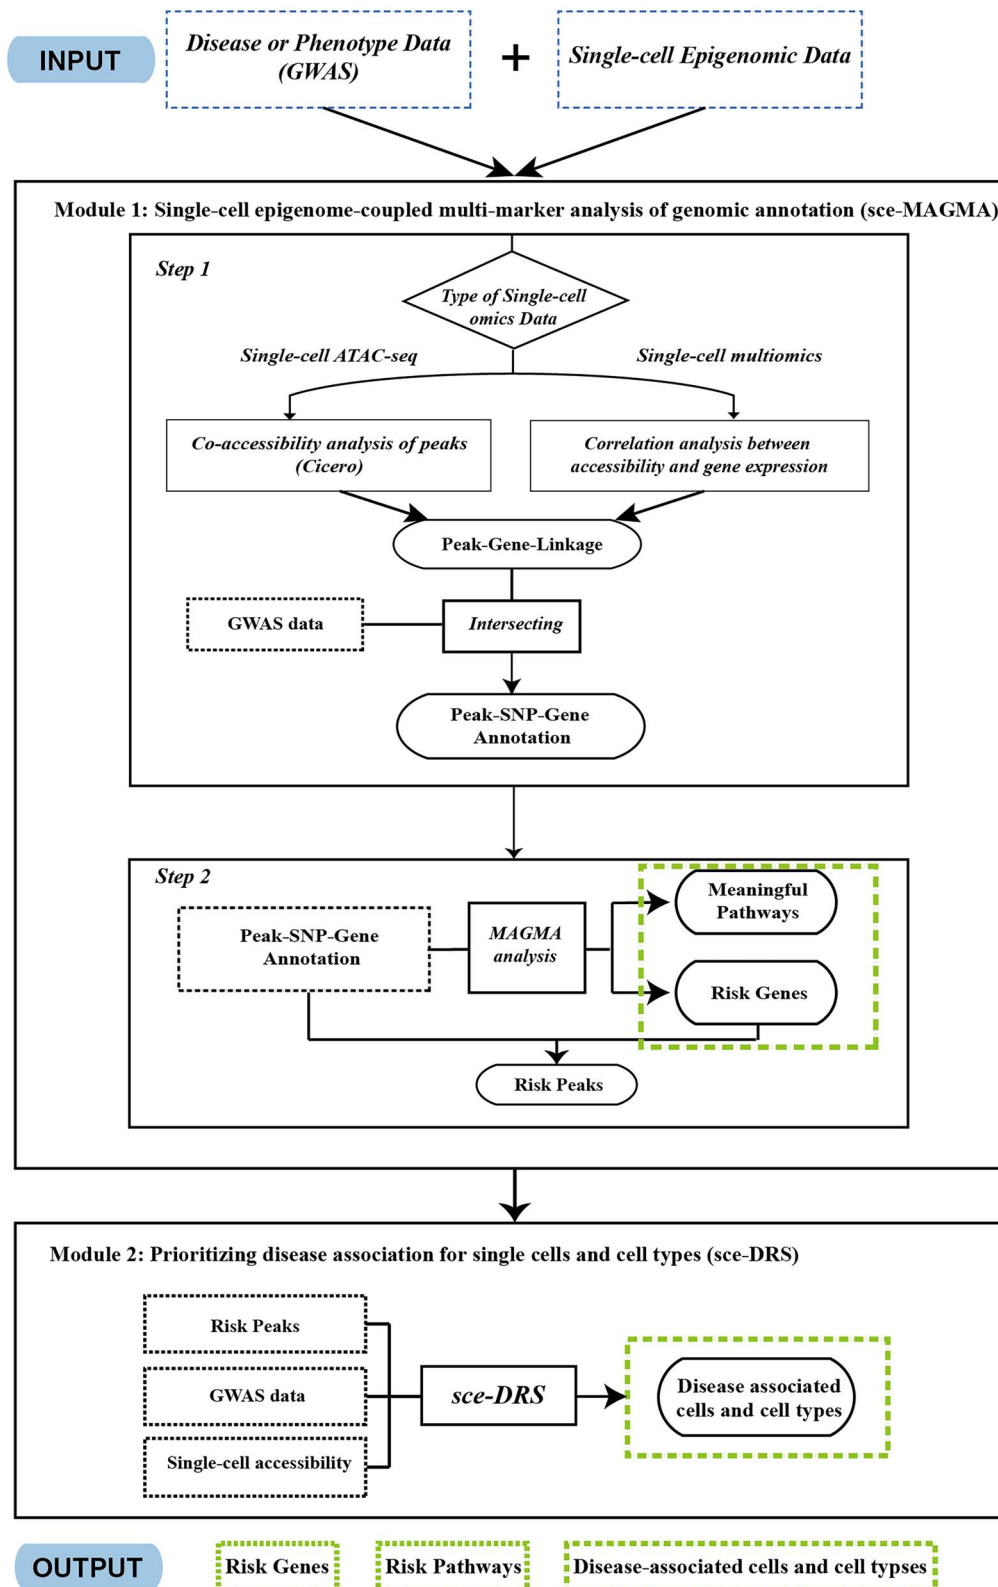 INPUT
Disease or Phenotype Data
(GWAS)
+
Single-cell Epigenomic Data
Module 1: Single-cell epigenome-coupled multi-marker analysis of genomic annotation (sce-MAGMA)
Step 1
Type of Single-cell
omics Data
Single-cell ATAC-seq
Single-cell multiomics
Co-accessibility analysis of peaks
(Cicero)
Correlation analysis between
accessibility and gene expression
Peak-Gene-Linkage
GWAS data
Intersecting
Peak-SNP-Gene
Annotation
Step 2
Peak-SNP-Gene
Annotation
MAGMA
analysis
Meaningful
Pathways
Risk Genes
Risk Peaks
Module 2: Prioritizing disease association for single cells and cell types (sce-DRS)
Risk Peaks
GWAS data
Single-cell accessibility
sce-DRS
Disease associated
cells and cell types
OUTPUT
Risk Genes
Risk Pathways
Disease-associated cells and cell typses